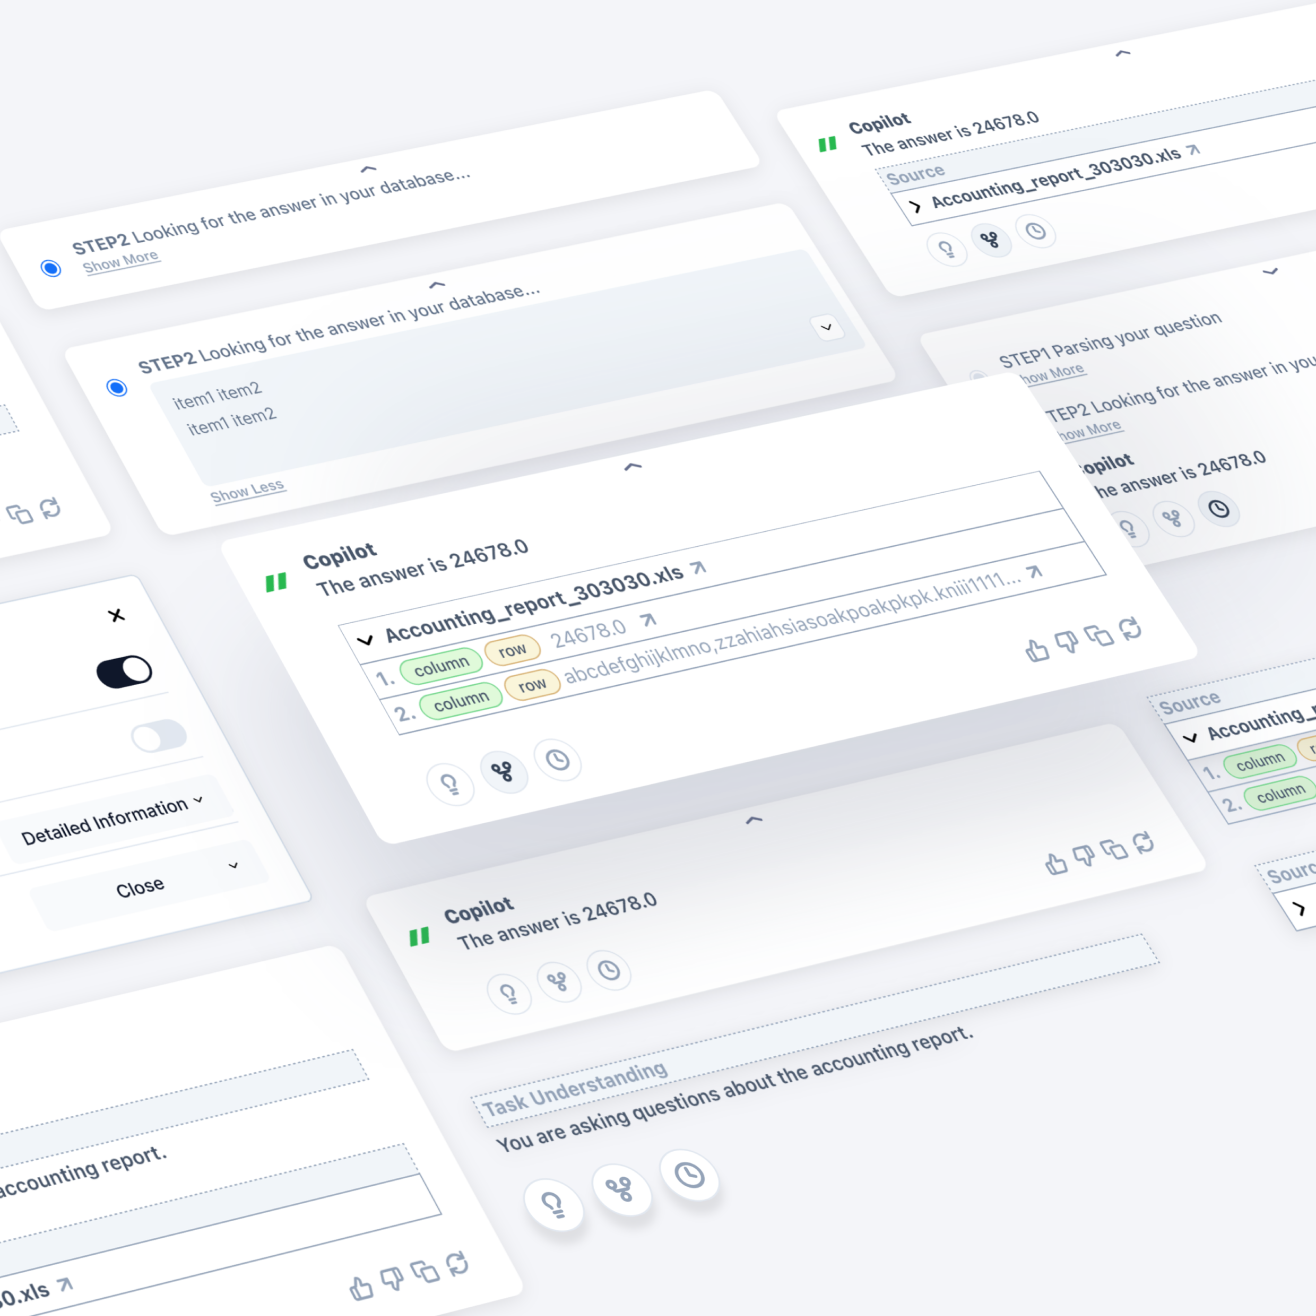 STEP2 Looking for the answer in your database...
Show More
STEP2 Looking for the answer in your database...
item1 item2
item1 item2
Show Less
Copilot
The answer is 24678.0
Source
Accounting_report_303030.xls
STEP1 Parsing your question
how More
TEP2 Looking for the answer in you
how More
opilot
he answer is 24678.0
Copilot
The answer is 24678.0
Accounting_report_303030.xls
1. column row 24678.0
2. column row abcdefghijklmno,zzahiahsiasoakpoakpkpk.kniii1111...
Detailed Information
Close
Copilot
The answer is 24678.0
Source
Accounting_r
1. column
2. column
Sourc
Task Understanding
You are asking questions about the accounting report.
accounting report.
0.xls